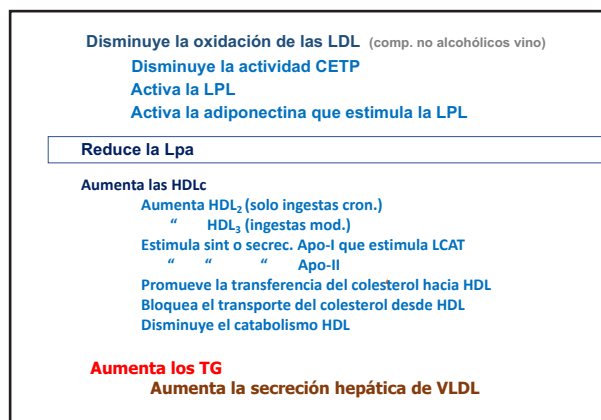 Disminuye la oxidación de las LDL (comp. no alcohólicos vino)
Disminuye la actividad CETP
Activa la LPL
Activa la adiponectina que estimula la LPL
Reduce la Lpa
Aumenta las HDLc
Aumenta HDL₂ (solo ingestas cron.)
“ HDL₃ (ingestas mod.)
Estimula sint o secrec. Apo-I que estimula LCAT
“ “ “ Apo-II
Promueve la transferencia del colesterol hacia HDL
Bloquea el transporte del colesterol desde HDL
Disminuye el catabolismo HDL
Aumenta los TG
Aumenta la secreción hepática de VLDL